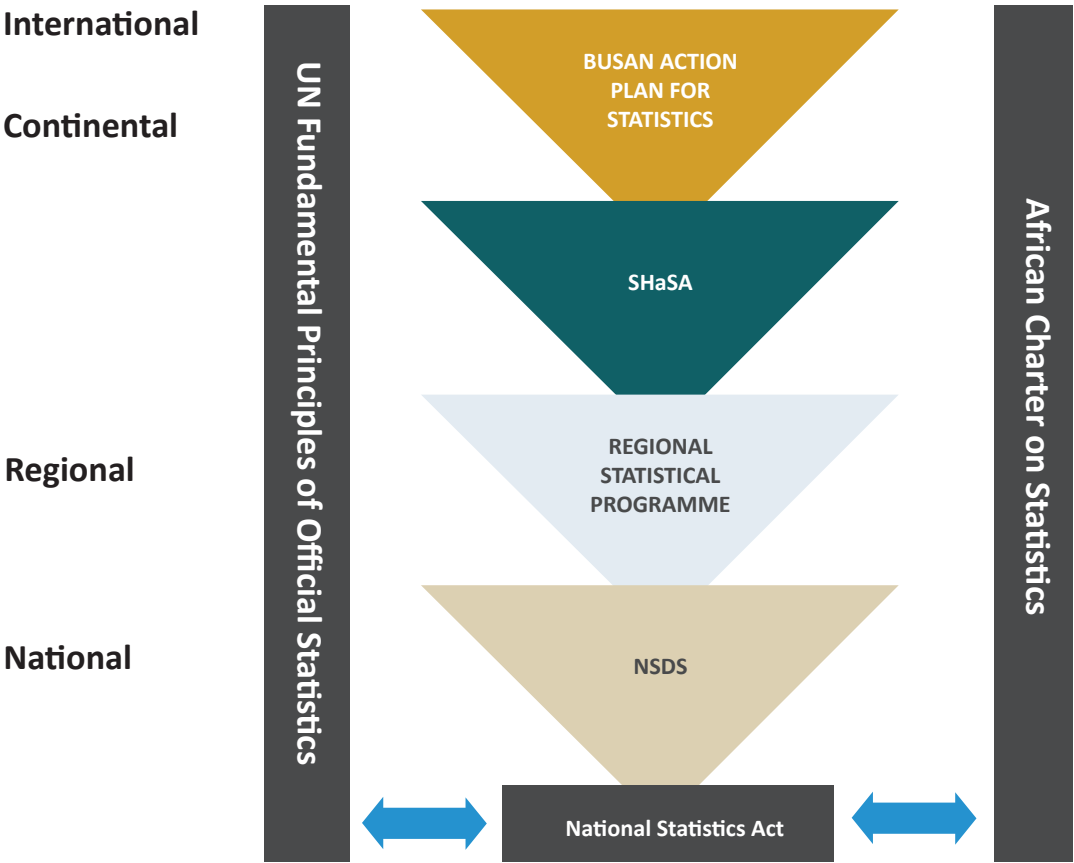 International
Continental
Regional
National
UN Fundamental Principles of Official Statistics
BUSAN ACTION
PLAN FOR
STATISTICS
SHaSA
REGIONAL
STATISTICAL
PROGRAMME
NSDS
National Statistics Act
African Charter on Statistics